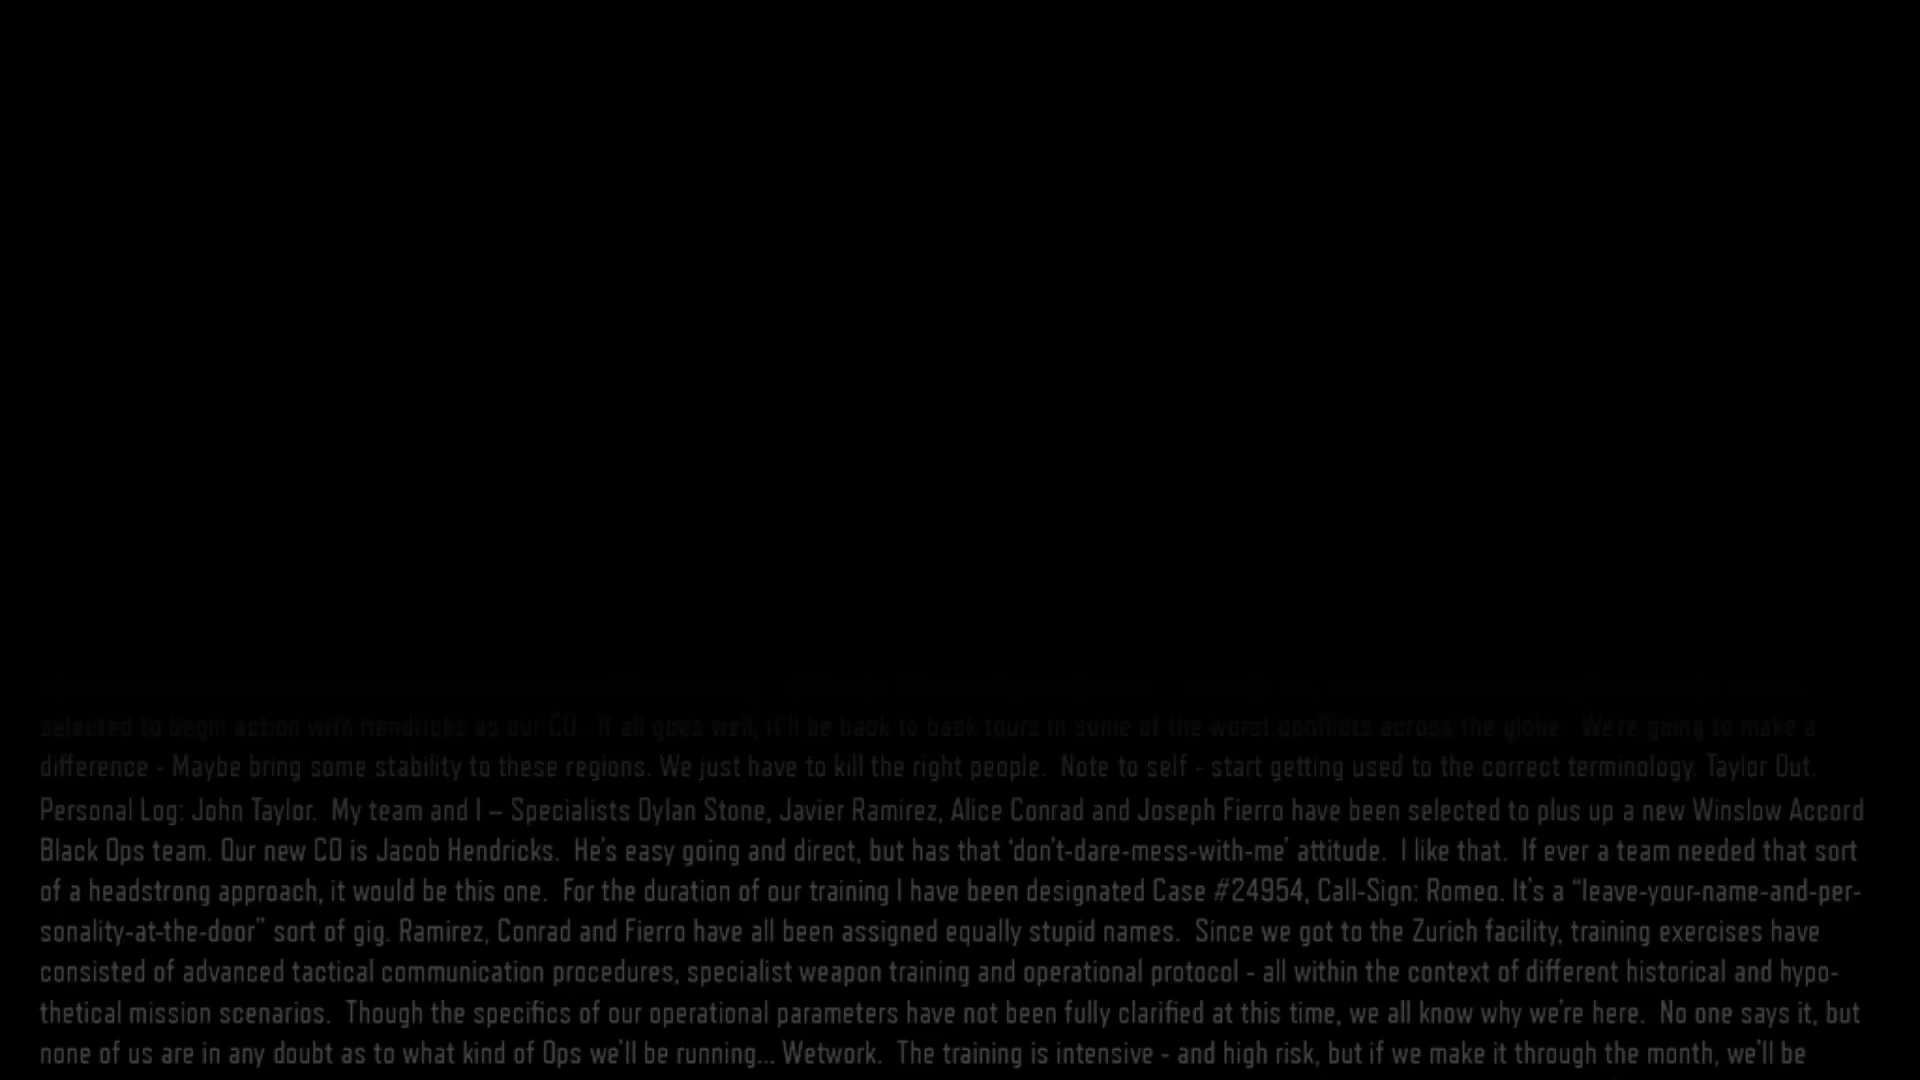 selected to begin action with Hendricks as our CO.  If all goes well, it'll be back to back tours in some of the worst conflicts across the globe.  We're going to make a
difference - Maybe bring some stability to these regions. We just have to kill the right people.  Note to self - start getting used to the correct terminology. Taylor Out.
Personal Log: John Taylor.  My team and I – Specialists Dylan Stone, Javier Ramirez, Alice Conrad and Joseph Fierro have been selected to plus up a new Winslow Accord
Black Ops team. Our new CO is Jacob Hendricks.  He's easy going and direct, but has that ‘don't-dare-mess-with-me’ attitude.  I like that.  If ever a team needed that sort
of a headstrong approach, it would be this one.  For the duration of our training I have been designated Case #24954, Call-Sign: Romeo. It's a “leave-your-name-and-per-
sonality-at-the-door” sort of gig. Ramirez, Conrad and Fierro have all been assigned equally stupid names.  Since we got to the Zurich facility, training exercises have
consisted of advanced tactical communication procedures, specialist weapon training and operational protocol - all within the context of different historical and hypo-
thetical mission scenarios.  Though the specifics of our operational parameters have not been fully clarified at this time, we all know why we're here.  No one says it, but
none of us are in any doubt as to what kind of Ops we'll be running... Wetwork.  The training is intensive - and high risk, but if we make it through the month, we'll be